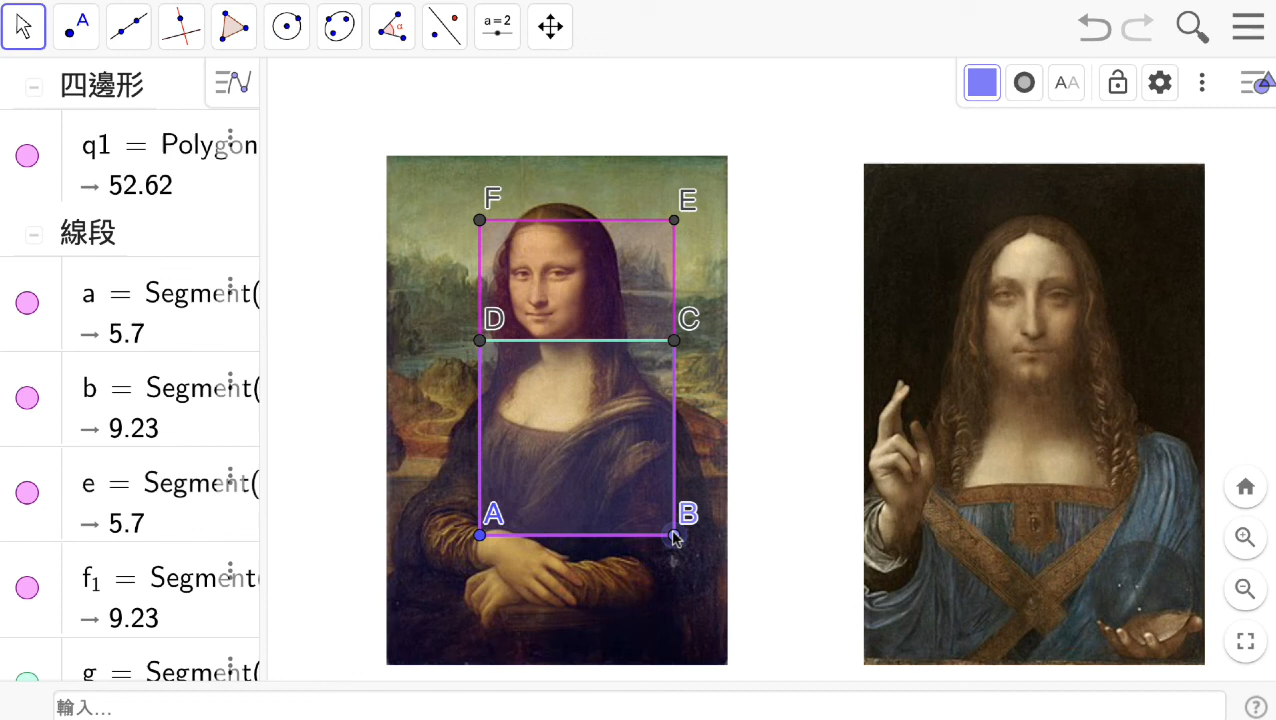 A
α
a = 2
四邊形
AA
q1 = Polygon
→ 52.62
線段
a = Segment(
→ 5.7
b = Segment(
→ 9.23
e = Segment(
→ 5.7
f₁ = Segment(
→ 9.23
g = Segment(
F
E
D
C
A
B
輸入...
?